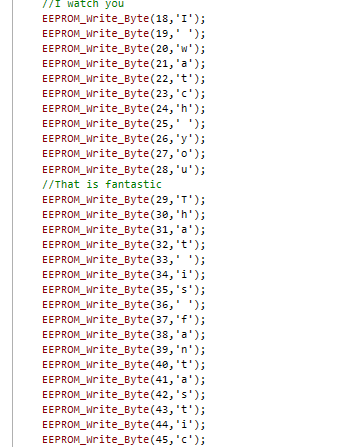 //I watch you
EEPROM_Write_Byte(18,'I');
EEPROM_Write_Byte(19,' ');
EEPROM_Write_Byte(20,'w');
EEPROM_Write_Byte(21,'a');
EEPROM_Write_Byte(22,'t');
EEPROM_Write_Byte(23,'c');
EEPROM_Write_Byte(24,'h');
EEPROM_Write_Byte(25,' ');
EEPROM_Write_Byte(26,'y');
EEPROM_Write_Byte(27,'o');
EEPROM_Write_Byte(28,'u');
//That is fantastic
EEPROM_Write_Byte(29,'T');
EEPROM_Write_Byte(30,'h');
EEPROM_Write_Byte(31,'a');
EEPROM_Write_Byte(32,'t');
EEPROM_Write_Byte(33,' ');
EEPROM_Write_Byte(34,'i');
EEPROM_Write_Byte(35,'s');
EEPROM_Write_Byte(36,' ');
EEPROM_Write_Byte(37,'f');
EEPROM_Write_Byte(38,'a');
EEPROM_Write_Byte(39,'n');
EEPROM_Write_Byte(40,'t');
EEPROM_Write_Byte(41,'a');
EEPROM_Write_Byte(42,'s');
EEPROM_Write_Byte(43,'t');
EEPROM_Write_Byte(44,'i');
EEPROM_Write_Byte(45,'c');